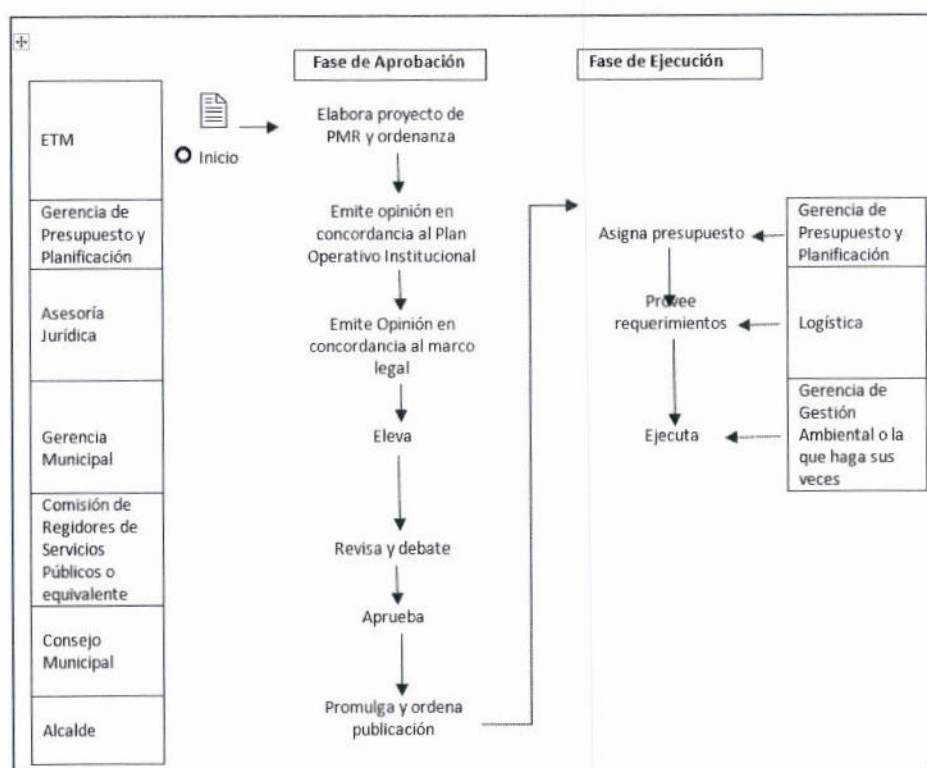 Fase de Aprobación
Fase de Ejecución
ETM
Inicio
Elabora proyecto de
PMR y ordenanza
Gerencia de
Presupuesto y
Planificación
Emite opinión en
concordancia al Plan
Operativo Institucional
Asesoría
Jurídica
Emite Opinión en
concordancia al marco
legal
Gerencia
Municipal
Eleva
Comisión de
Regidores de
Servicios
Públicos o
equivalente
Revisa y debate
Consejo
Municipal
Aprueba
Alcalde
Promulga y ordena
publicación
Asigna presupuesto
Gerencia de
Presupuesto y
Planificación
Provee
requerimientos
Logística
Ejecuta
Gerencia de
Gestión
Ambiental o la
que haga sus
veces